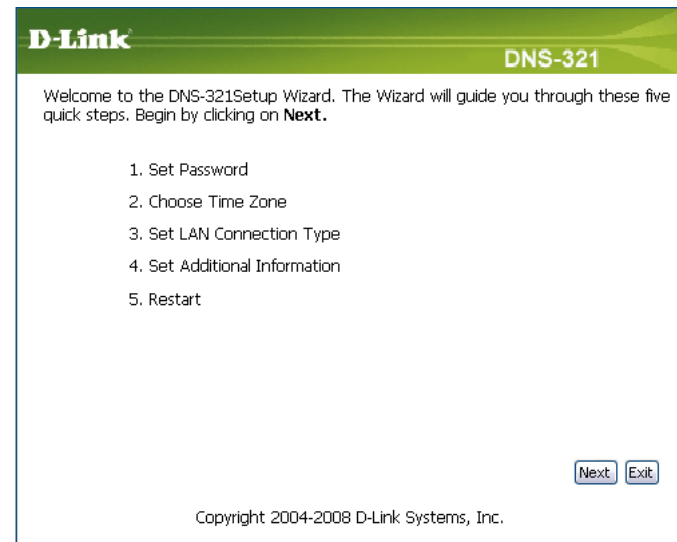 D-Link
DNS-321
Welcome to the DNS-321Setup Wizard. The Wizard will guide you through these five
quick steps. Begin by clicking on Next.
1. Set Password
2. Choose Time Zone
3. Set LAN Connection Type
4. Set Additional Information
5. Restart
Next Exit
Copyright 2004-2008 D-Link Systems, Inc.